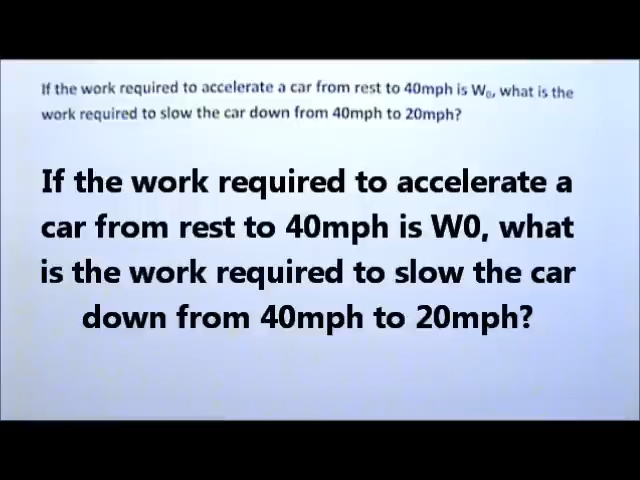 If the work required to accelerate a car from rest to 40mph is W₀, what is the
work required to slow the car down from 40mph to 20mph?
If the work required to accelerate a
car from rest to 40mph is W0, what
is the work required to slow the car
down from 40mph to 20mph?